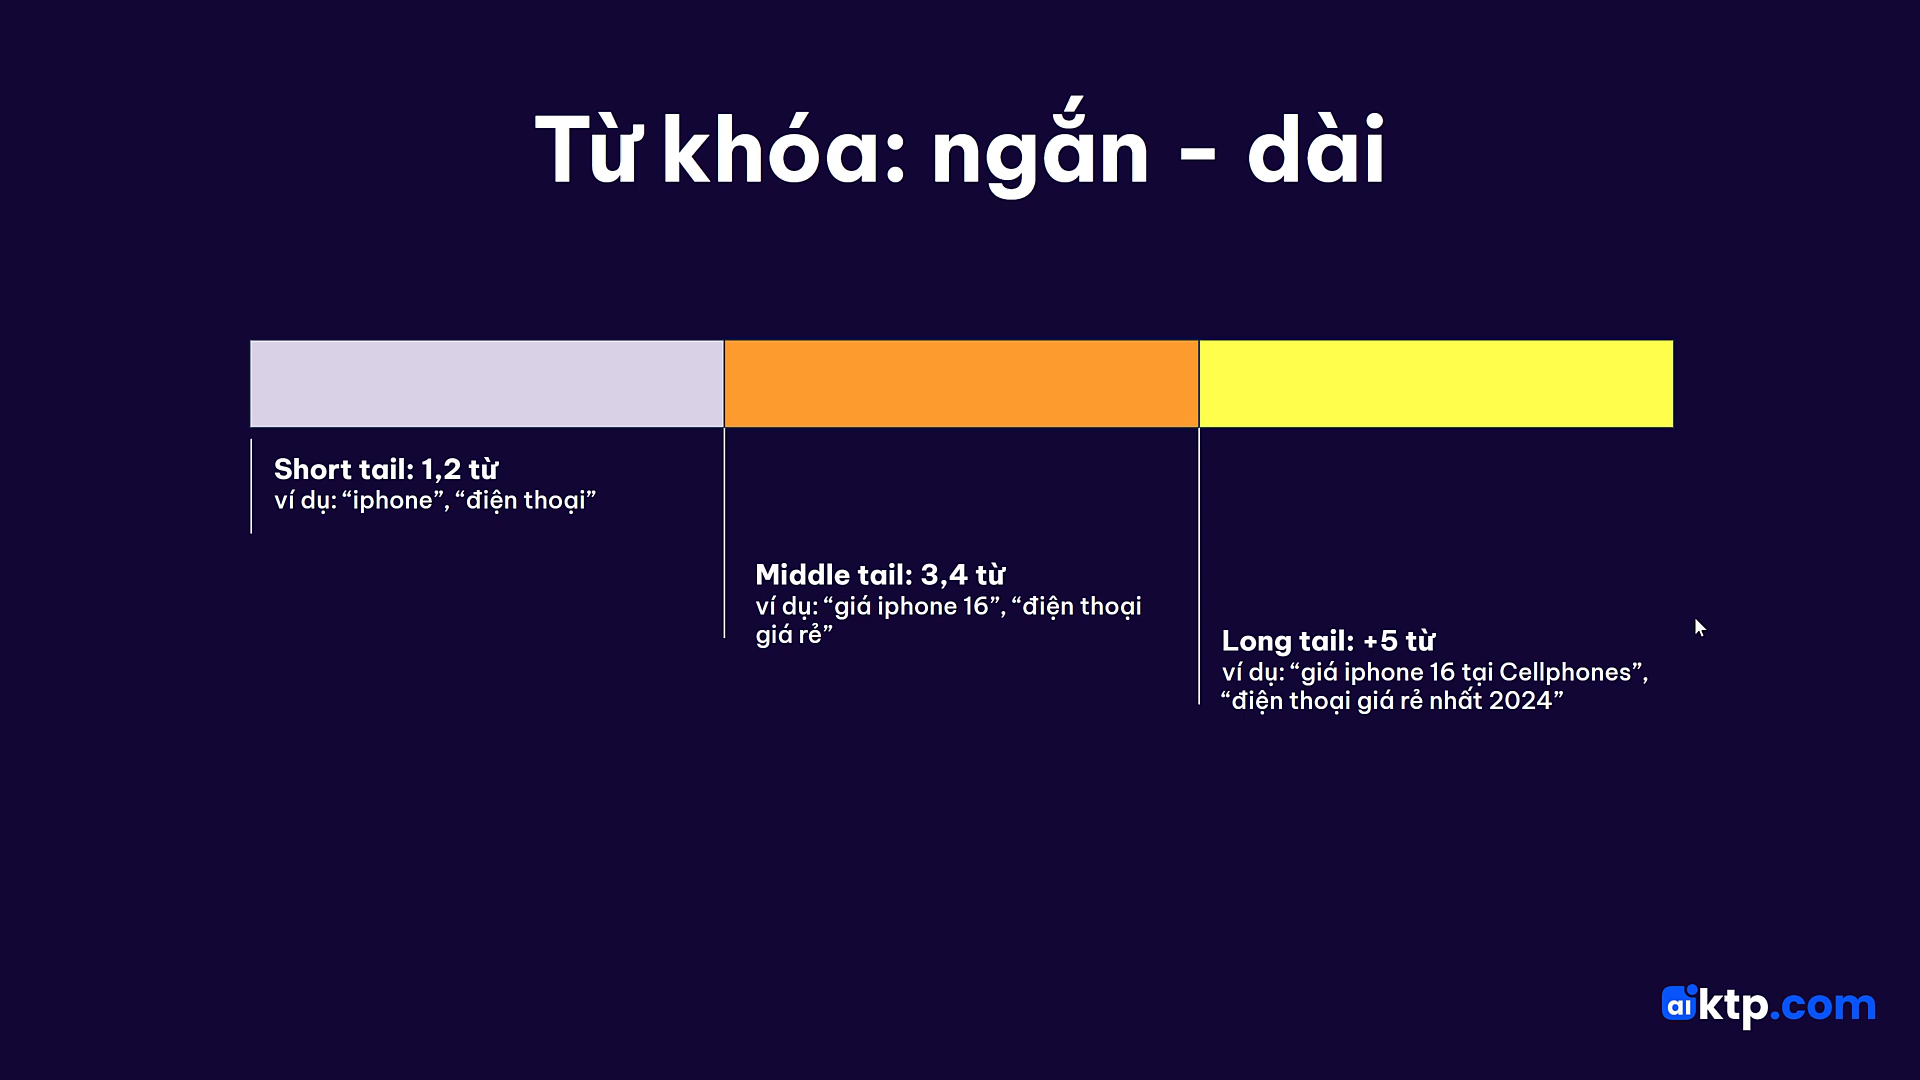 Từ khóa: ngắn - dài
Short tail: 1,2 từ
ví dụ: “iphone”, “điện thoại”
Middle tail: 3,4 từ
ví dụ: “giá iphone 16”, “điện thoại
giá rẻ”
Long tail: +5 từ
ví dụ: “giá iphone 16 tại Cellphones”,
“điện thoại giá rẻ nhất 2024”
aiktp.com